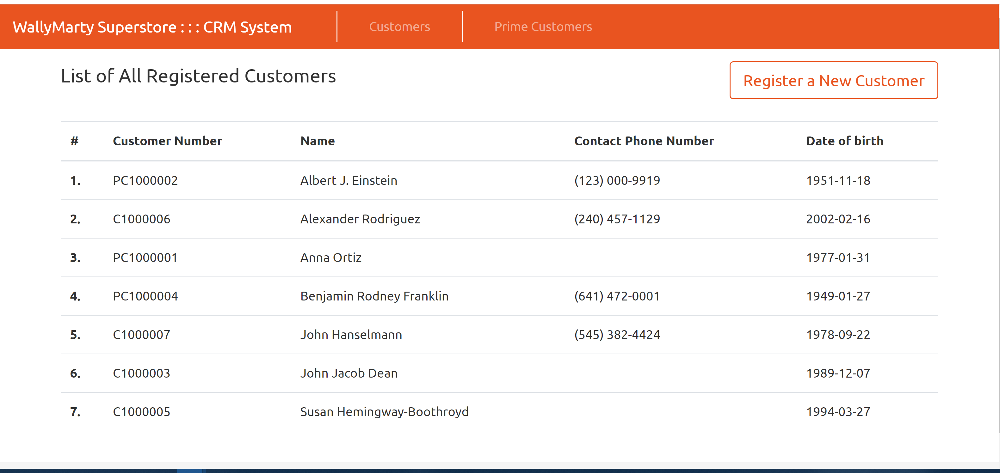 WallyMarty Superstore : : : CRM System Customers Prime Customers
List of All Registered Customers
Register a New Customer
# Customer Number Name Contact Phone Number Date of birth
1. PC1000002 Albert J. Einstein (123) 000-9919 1951-11-18
2. C1000006 Alexander Rodriguez (240) 457-1129 2002-02-16
3. PC1000001 Anna Ortiz 1977-01-31
4. PC1000004 Benjamin Rodney Franklin (641) 472-0001 1949-01-27
5. C1000007 John Hanselmann (545) 382-4424 1978-09-22
6. C1000003 John Jacob Dean 1989-12-07
7. C1000005 Susan Hemingway-Boothroyd 1994-03-27